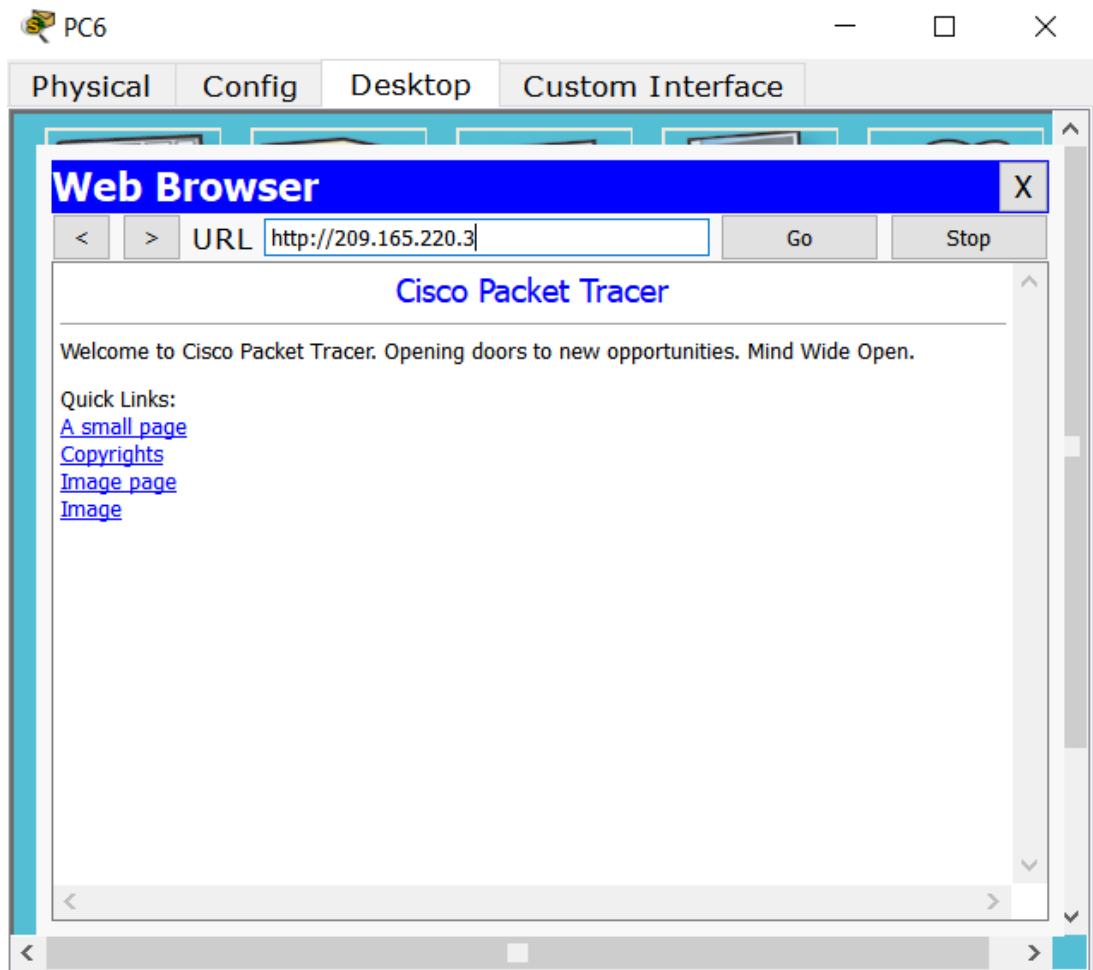 PC6
Physical Config Desktop Custom Interface
Web Browser X
< > URL http://209.165.220.3 Go Stop
Cisco Packet Tracer
Welcome to Cisco Packet Tracer. Opening doors to new opportunities. Mind Wide Open.
Quick Links:
A small page
Copyrights
Image page
Image